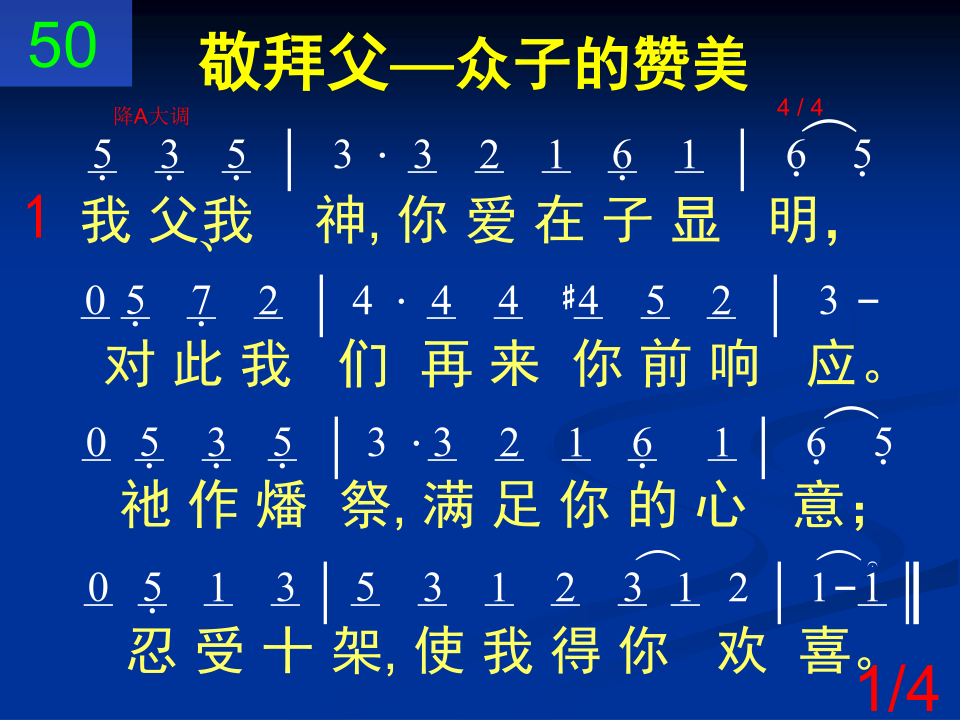 50
敬拜父—众子的赞美
降A大调
4 / 4
5 3 5 | 3 · 3 2 1 6 1 | 6 5
1
我 父、我 神, 你 爱 在 子 显 明,
0 5 7 2 | 4 · 4 4 #4 5 2 | 3 -
对 此 我 们 再 来 你 前 响 应。
0 5 3 5 | 3 · 3 2 1 6 1 | 6 5
祂 作 燔 祭, 满 足 你 的 心 意;
0 5 1 3 | 5 3 1 2 3 1 2 | 1 - 1 ‖
忍 受 十 架, 使 我 得 你 欢 喜。
1/4